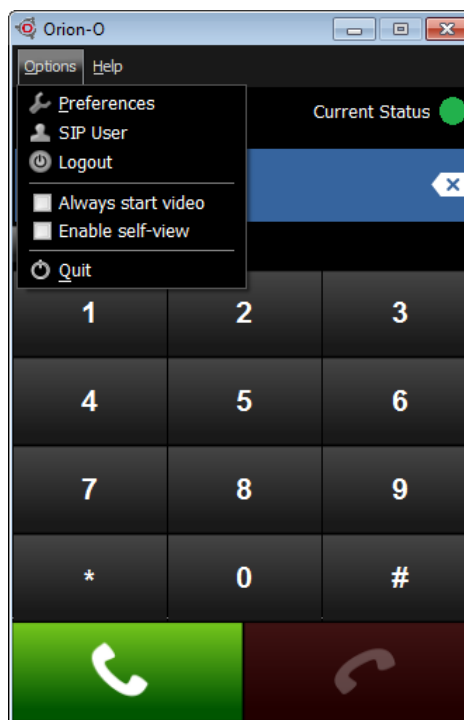 Orion-O
Options Help
Preferences
Current Status
SIP User
Logout
Always start video
Enable self-view
Quit
1 2 3
4 5 6
7 8 9
* 0 #